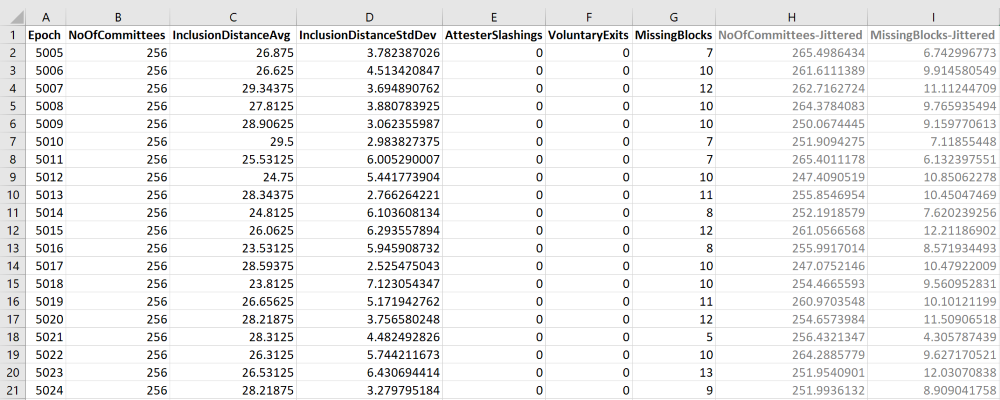 A B C D E F G H I
1 Epoch NoOfCommittees InclusionDistanceAvg InclusionDistanceStdDev AttesterSlashings VoluntaryExits MissingBlocks NoOfCommittees-Jittered MissingBlocks-Jittered
2 5005 256 26.875 3.782387026 0 0 7 265.4986434 6.742996773
3 5006 256 26.625 4.513420847 0 0 10 261.6111389 9.914580549
4 5007 256 29.34375 3.694890762 0 0 12 262.7162724 11.11244709
5 5008 256 27.8125 3.880783925 0 0 10 264.3784083 9.765935494
6 5009 256 28.90625 3.062355987 0 0 10 250.0674445 9.159770613
7 5010 256 29.5 2.983827375 0 0 7 251.9094275 7.11855448
8 5011 256 25.53125 6.005290007 0 0 7 265.4011178 6.132397551
9 5012 256 24.75 5.441773904 0 0 10 247.4090519 10.85062278
10 5013 256 28.34375 2.766264221 0 0 11 255.8546954 10.45047469
11 5014 256 24.8125 6.103608134 0 0 8 252.1918579 7.620239256
12 5015 256 26.0625 6.293557894 0 0 12 261.0566568 12.21186902
13 5016 256 23.53125 5.945908732 0 0 8 255.9917014 8.571934493
14 5017 256 28.59375 2.525475043 0 0 10 247.0752146 10.47922009
15 5018 256 23.8125 7.123054347 0 0 10 254.4665593 9.560952831
16 5019 256 26.65625 5.171942762 0 0 11 260.9703548 10.10121199
17 5020 256 28.21875 3.756580248 0 0 12 254.6573984 11.50906518
18 5021 256 28.3125 4.482492826 0 0 5 256.4321347 4.305787439
19 5022 256 26.3125 5.744211673 0 0 10 264.2885779 9.627170521
20 5023 256 26.53125 6.430694414 0 0 13 251.9540901 12.03070838
21 5024 256 28.21875 3.279795184 0 0 9 251.9936132 8.909041758